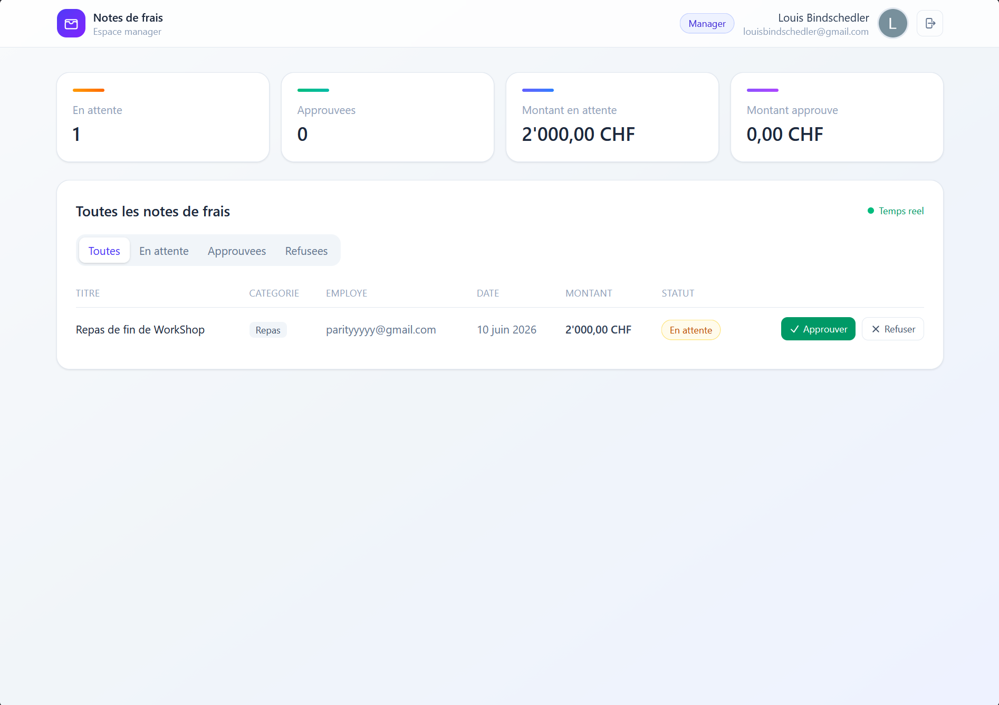 Notes de frais
Espace manager
Manager
Louis Bindschedler
louisbindschedler@gmail.com
L
En attente
1
Approuvees
0
Montant en attente
2'000,00 CHF
Montant approuve
0,00 CHF
Toutes les notes de frais
Temps reel
Toutes En attente Approuvees Refusees
TITRE CATEGORIE EMPLOYE DATE MONTANT STATUT
Repas de fin de WorkShop Repas parityyyyy@gmail.com 10 juin 2026 2'000,00 CHF En attente Approuver Refuser